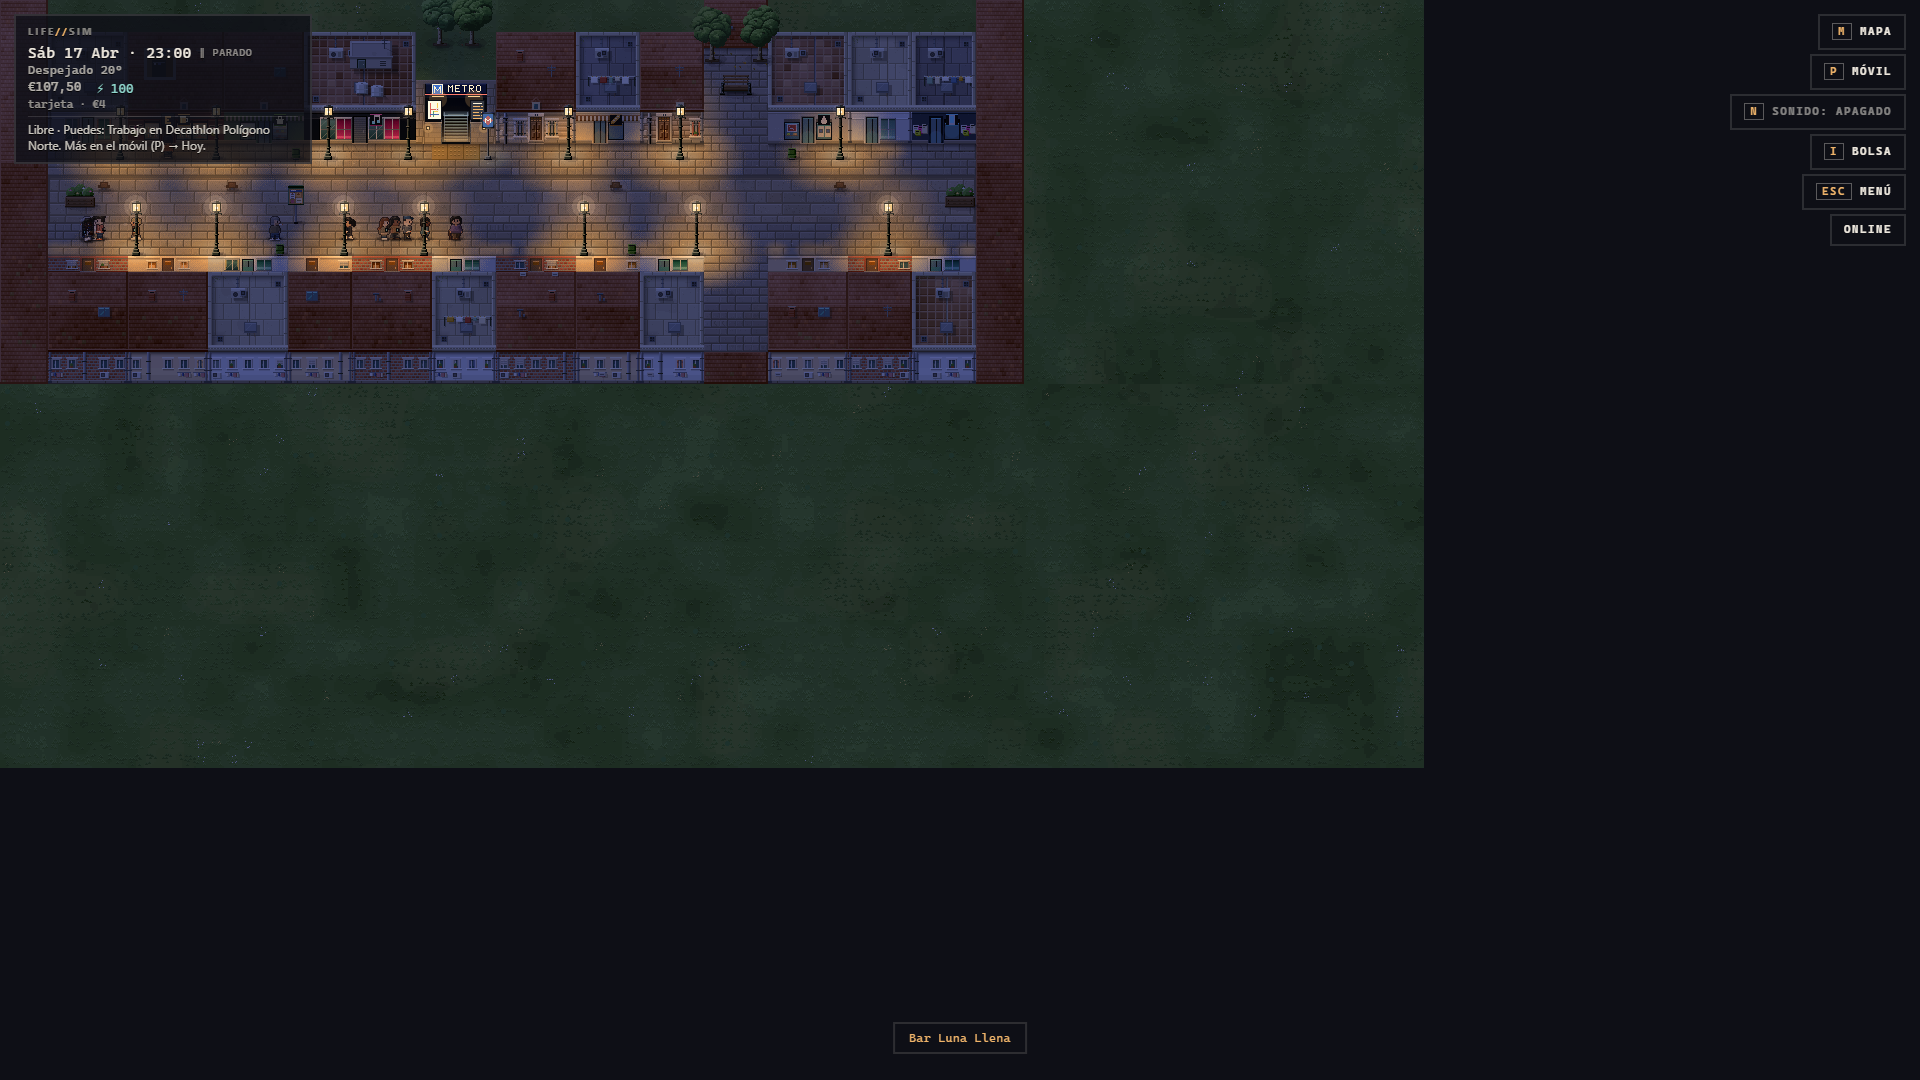 LIFE//SIM
Sáb 17 Abr · 23:00 ‖ PARADO
Despejado 20°
€107,50 ⚡ 100
tarjeta · €4
Libre · Puedes: Trabajo en Decathlon Polígono
Norte. Más en el móvil (P) → Hoy.
M METRO
M
M MAPA
P MÓVIL
N SONIDO: APAGADO
I BOLSA
ESC MENÚ
ONLINE
Bar Luna Llena